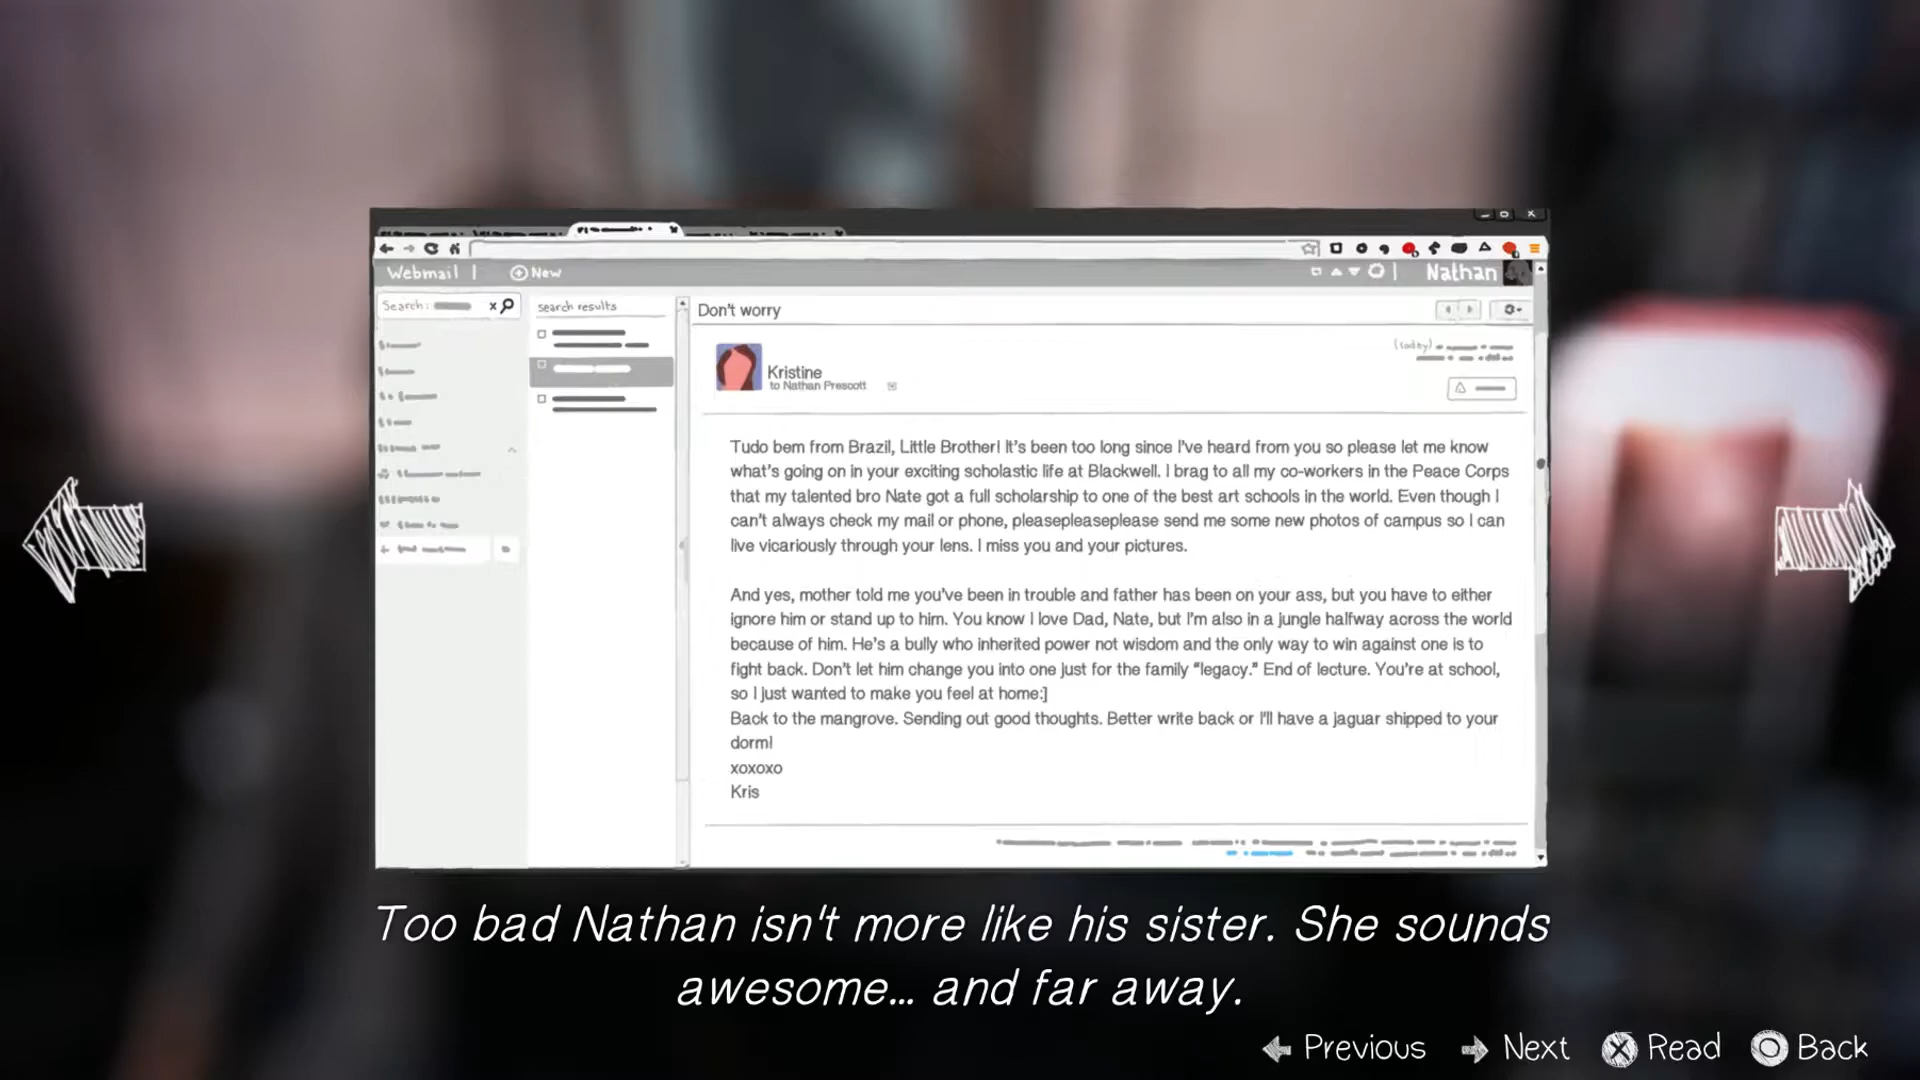 Webmail |
New
Nathan
Search:
search results
Don't worry
(today)
Kristine
to Nathan Prescott
Tudo bem from Brazil, Little Brother! It's been too long since I've heard from you so please let me know
what's going on in your exciting scholastic life at Blackwell. I brag to all my co-workers in the Peace Corps
that my talented bro Nate got a full scholarship to one of the best art schools in the world. Even though I
can't always check my mail or phone, pleasepleaseplease send me some new photos of campus so I can
live vicariously through your lens. I miss you and your pictures.
And yes, mother told me you've been in trouble and father has been on your ass, but you have to either
ignore him or stand up to him. You know I love Dad, Nate, but I'm also in a jungle halfway across the world
because of him. He's a bully who inherited power not wisdom and the only way to win against one is to
fight back. Don't let him change you into one just for the family “legacy.” End of lecture. You're at school,
so I just wanted to make you feel at home:]
Back to the mangrove. Sending out good thoughts. Better write back or I'll have a jaguar shipped to your
dorm!
xoxoxo
Kris
Too bad Nathan isn't more like his sister. She sounds
awesome... and far away.
Previous
Next
Read
Back